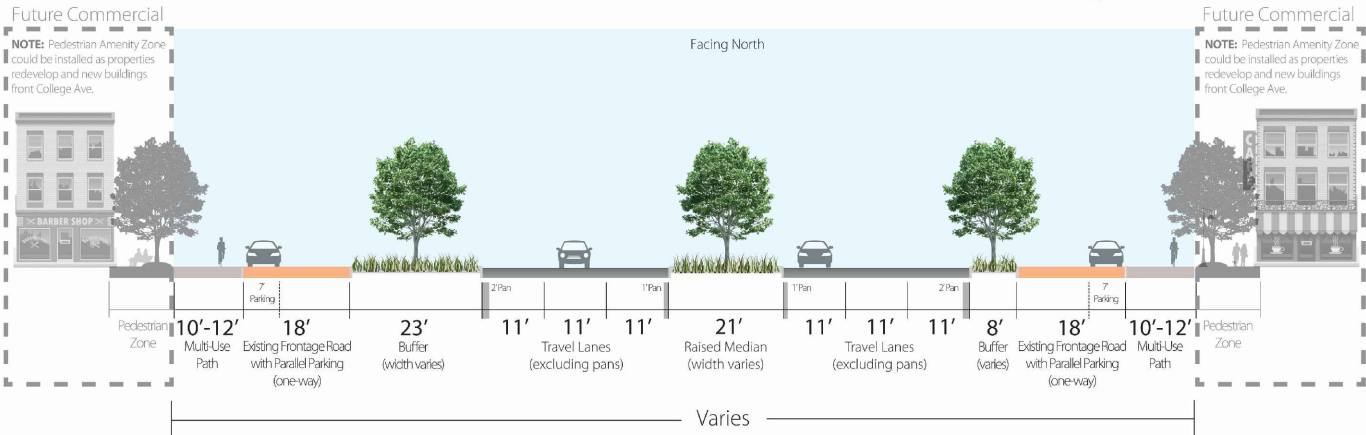 Future Commercial
NOTE: Pedestrian Amenity Zone
could be installed as properties
redevelop and new buildings
front College Ave.
BARBER SHOP
Facing North
Future Commercial
NOTE: Pedestrian Amenity Zone
could be installed as properties
redevelop and new buildings
front College Ave.
CAFE
7'
Parking
2' Pan
1' Pan
1' Pan
2' Pan
7'
Parking
Pedestrian
Zone
10'-12'
Multi-Use
Path
18'
Existing Frontage Road
with Parallel Parking
(one-way)
23'
Buffer
(width varies)
11'
11'
11'
Travel Lanes
(excluding pans)
21'
Raised Median
(width varies)
11'
11'
11'
Travel Lanes
(excluding pans)
8'
Buffer
(varies)
18'
Existing Frontage Road
with Parallel Parking
(one-way)
10'-12'
Multi-Use
Path
Pedestrian
Zone
Varies